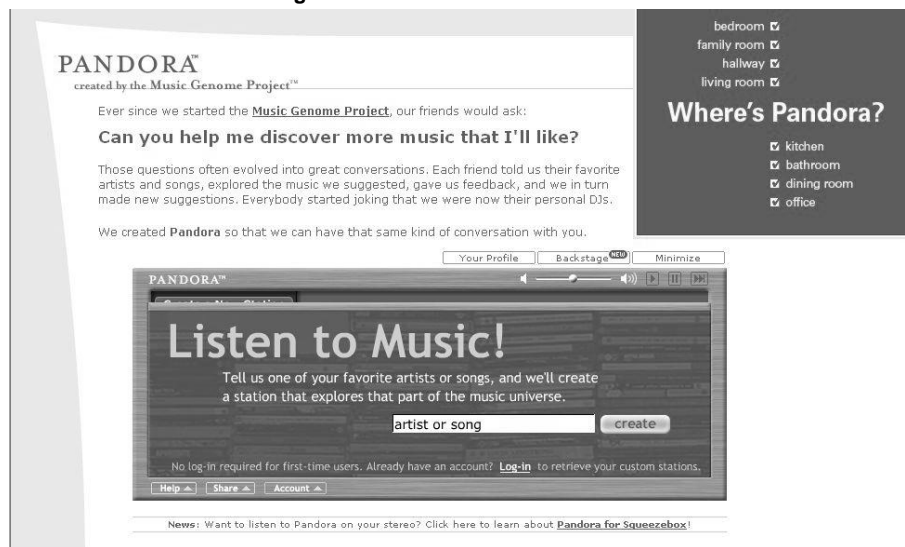 bedroom
family room
hallway
living room
Where's Pandora?
kitchen
bathroom
dining room
office
PANDORA™
created by the Music Genome Project™
Ever since we started the Music Genome Project, our friends would ask:
Can you help me discover more music that I'll like?
Those questions often evolved into great conversations. Each friend told us their favorite
artists and songs, explored the music we suggested, gave us feedback, and we in turn
made new suggestions. Everybody started joking that we were now their personal DJs.
We created Pandora so that we can have that same kind of conversation with you.
Your Profile
Backstage NEW
Minimize
PANDORA™
Create a New Station
Listen to Music!
Tell us one of your favorite artists or songs, and we'll create
a station that explores that part of the music universe.
artist or song
create
No log-in required for first-time users. Already have an account? Log-in to retrieve your custom stations.
Help
Share
Account
News: Want to listen to Pandora on your stereo? Click here to learn about Pandora for Squeezebox!